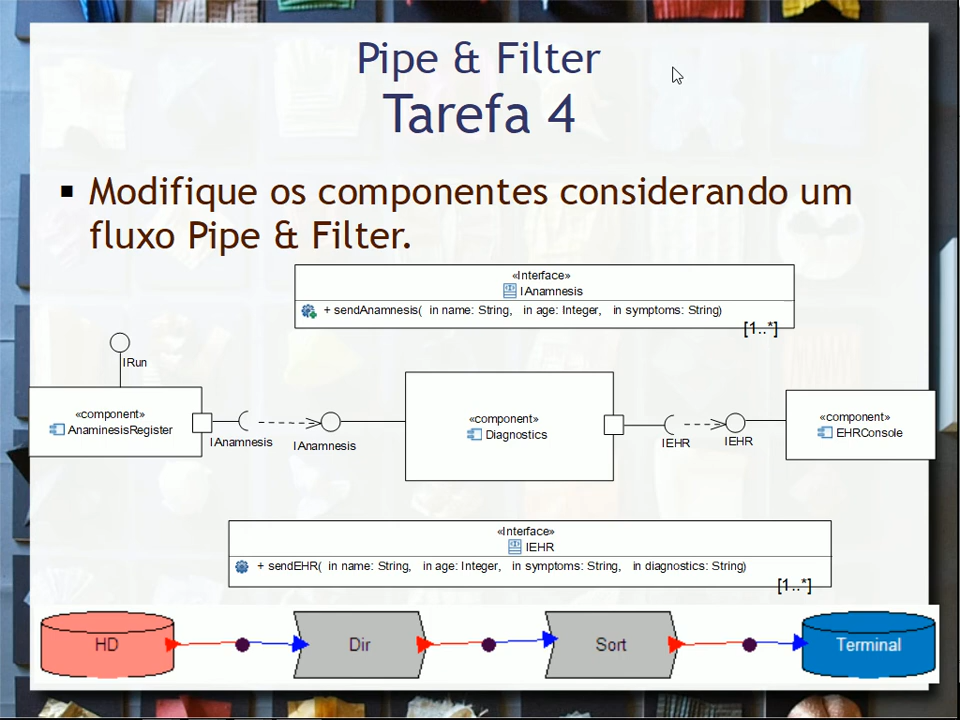 Pipe & Filter
Tarefa 4
Modifique os componentes considerando um
fluxo Pipe & Filter.
«Interface»
IAnamnesis
+ sendAnamnesis( in name: String, in age: Integer, in symptoms: String)
[1..*]
IRun
«component»
AnaminesisRegister
IAnamnesis
IAnamnesis
«component»
Diagnostics
IEHR
IEHR
«component»
EHRConsole
«Interface»
IEHR
+ sendEHR( in name: String, in age: Integer, in symptoms: String, in diagnostics: String)
[1..*]
HD
Dir
Sort
Terminal